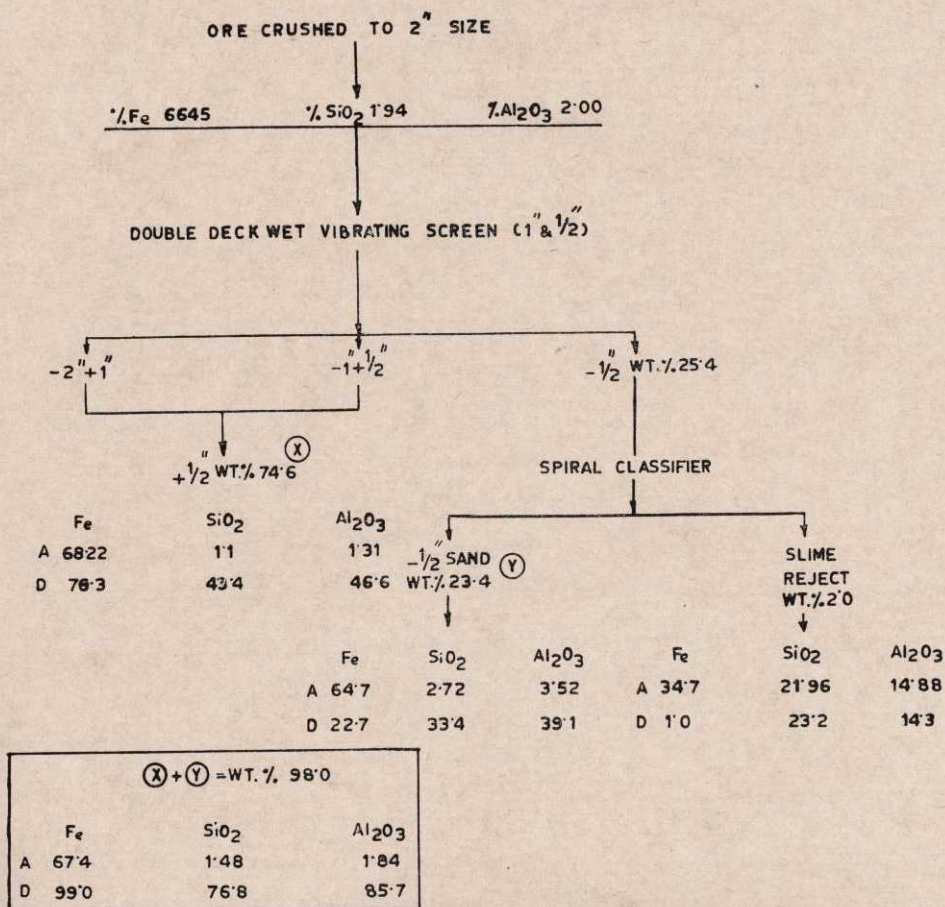 ORE CRUSHED TO 2" SIZE
%Fe 6645 %SiO2 1·94 %Al2O3 2·00
DOUBLE DECK WET VIBRATING SCREEN (1" & 1/2")
-2"+1" -1"+1/2" -1/2" WT.% 25·4
+1/2" WT.% 74·6 (X)
SPIRAL CLASSIFIER
Fe SiO2 Al2O3
A 68·22 1·1 1·31
D 76·3 43·4 46·6
-1/2" SAND (Y)
WT.% 23·4
SLIME
REJECT
WT.% 2·0
Fe SiO2 Al2O3
A 64·7 2·72 3·52
D 22·7 33·4 39·1
Fe SiO2 Al2O3
A 34·7 21·96 14·88
D 1·0 23·2 14·3
(X)+(Y)=WT.% 98·0
Fe SiO2 Al2O3
A 67·4 1·48 1·84
D 99·0 76·8 85·7